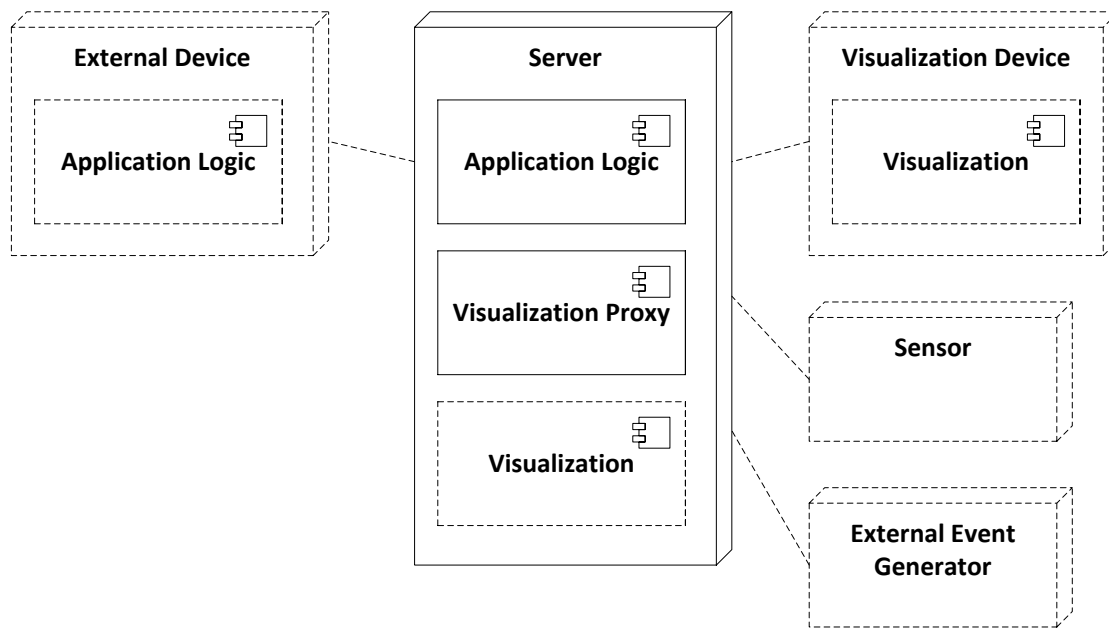 External Device
Application Logic
Server
Application Logic
Visualization Proxy
Visualization
Visualization Device
Visualization
Sensor
External Event
Generator